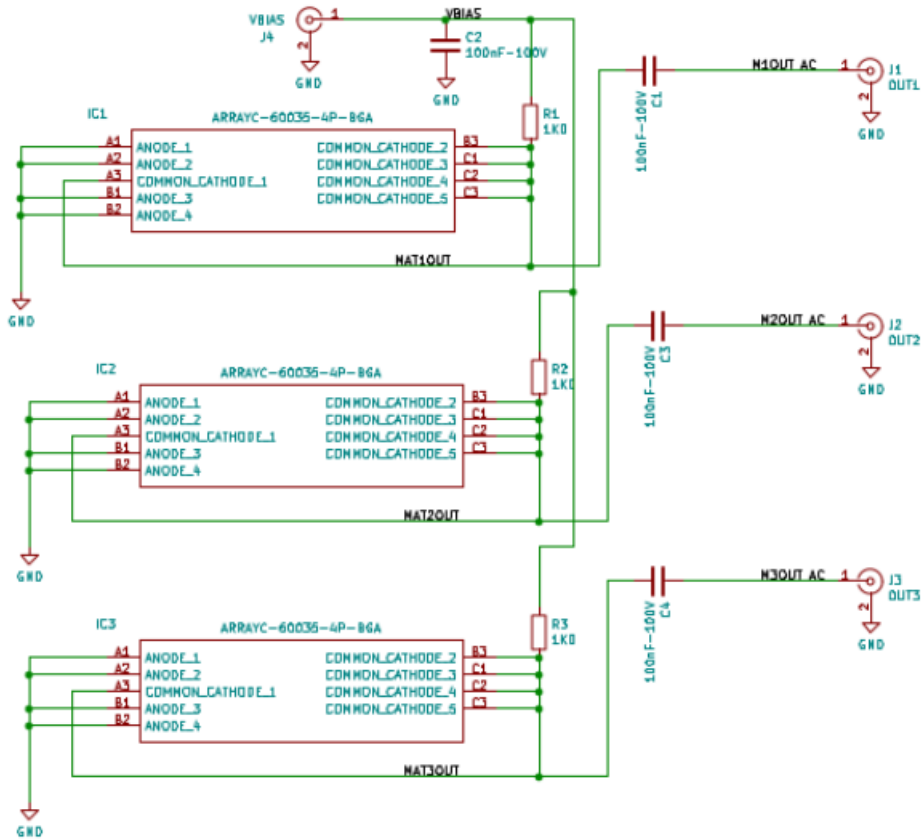 VBIAS
J4
1
2
GND
VBIAS
C2
100nF-100V
GND
R1
1K0
100nF-100V
C1
M1OUT AC
1
2
J1
OUT1
GND
IC1
ARRAYC-60035-4P-BGA
A1 ANODE_1
A2 ANODE_2
A3 COMMON_CATHODE_1
B1 ANODE_3
B2 ANODE_4
COMMON_CATHODE_2 B3
COMMON_CATHODE_3 C1
COMMON_CATHODE_4 C2
COMMON_CATHODE_5 C3
MAT1OUT
GND
R2
1K0
100nF-100V
C3
M2OUT AC
1
2
J2
OUT2
GND
IC2
ARRAYC-60035-4P-BGA
A1 ANODE_1
A2 ANODE_2
A3 COMMON_CATHODE_1
B1 ANODE_3
B2 ANODE_4
COMMON_CATHODE_2 B3
COMMON_CATHODE_3 C1
COMMON_CATHODE_4 C2
COMMON_CATHODE_5 C3
MAT2OUT
GND
R3
1K0
100nF-100V
C4
M3OUT AC
1
2
J3
OUT3
GND
IC3
ARRAYC-60035-4P-BGA
A1 ANODE_1
A2 ANODE_2
A3 COMMON_CATHODE_1
B1 ANODE_3
B2 ANODE_4
COMMON_CATHODE_2 B3
COMMON_CATHODE_3 C1
COMMON_CATHODE_4 C2
COMMON_CATHODE_5 C3
MAT3OUT
GND